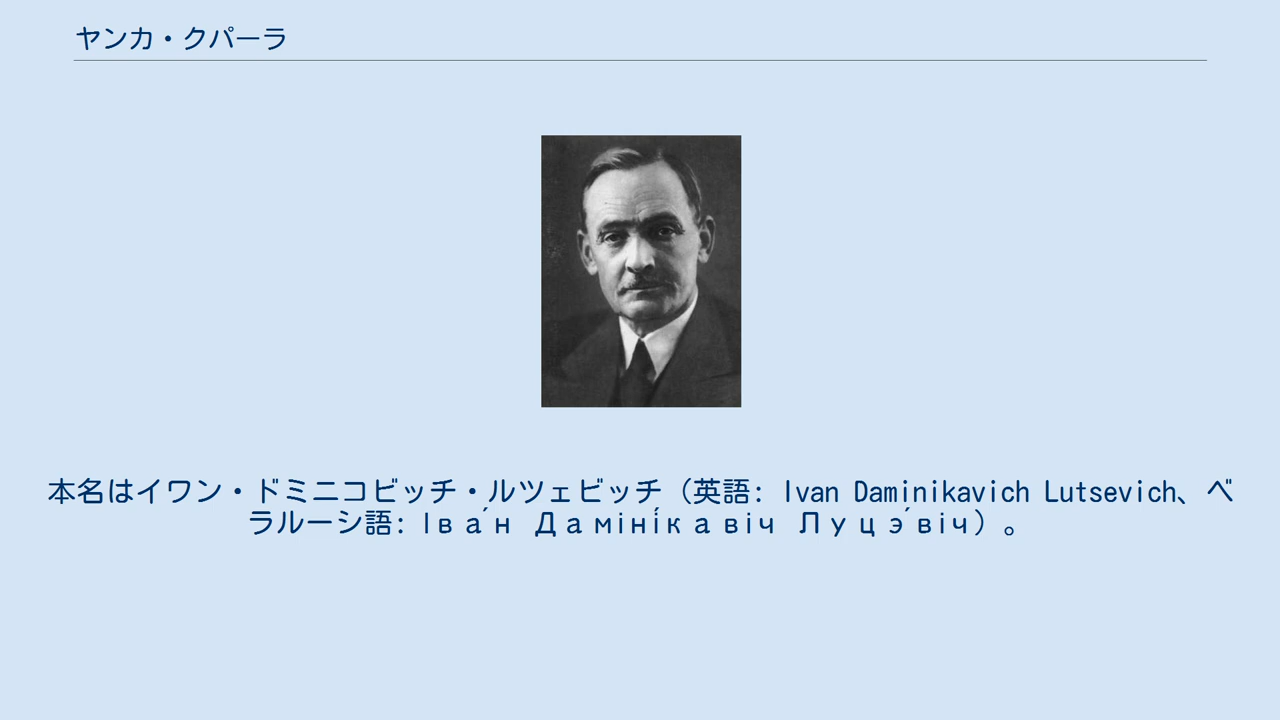 ヤンカ・クパーラ
本名はイワン・ドミニコビッチ・ルツェビッチ（英語: Ivan Daminikavich Lutsevich、ベ
ラルーシ語: Іва́н Дамініќавіч Луцэ́віч）。